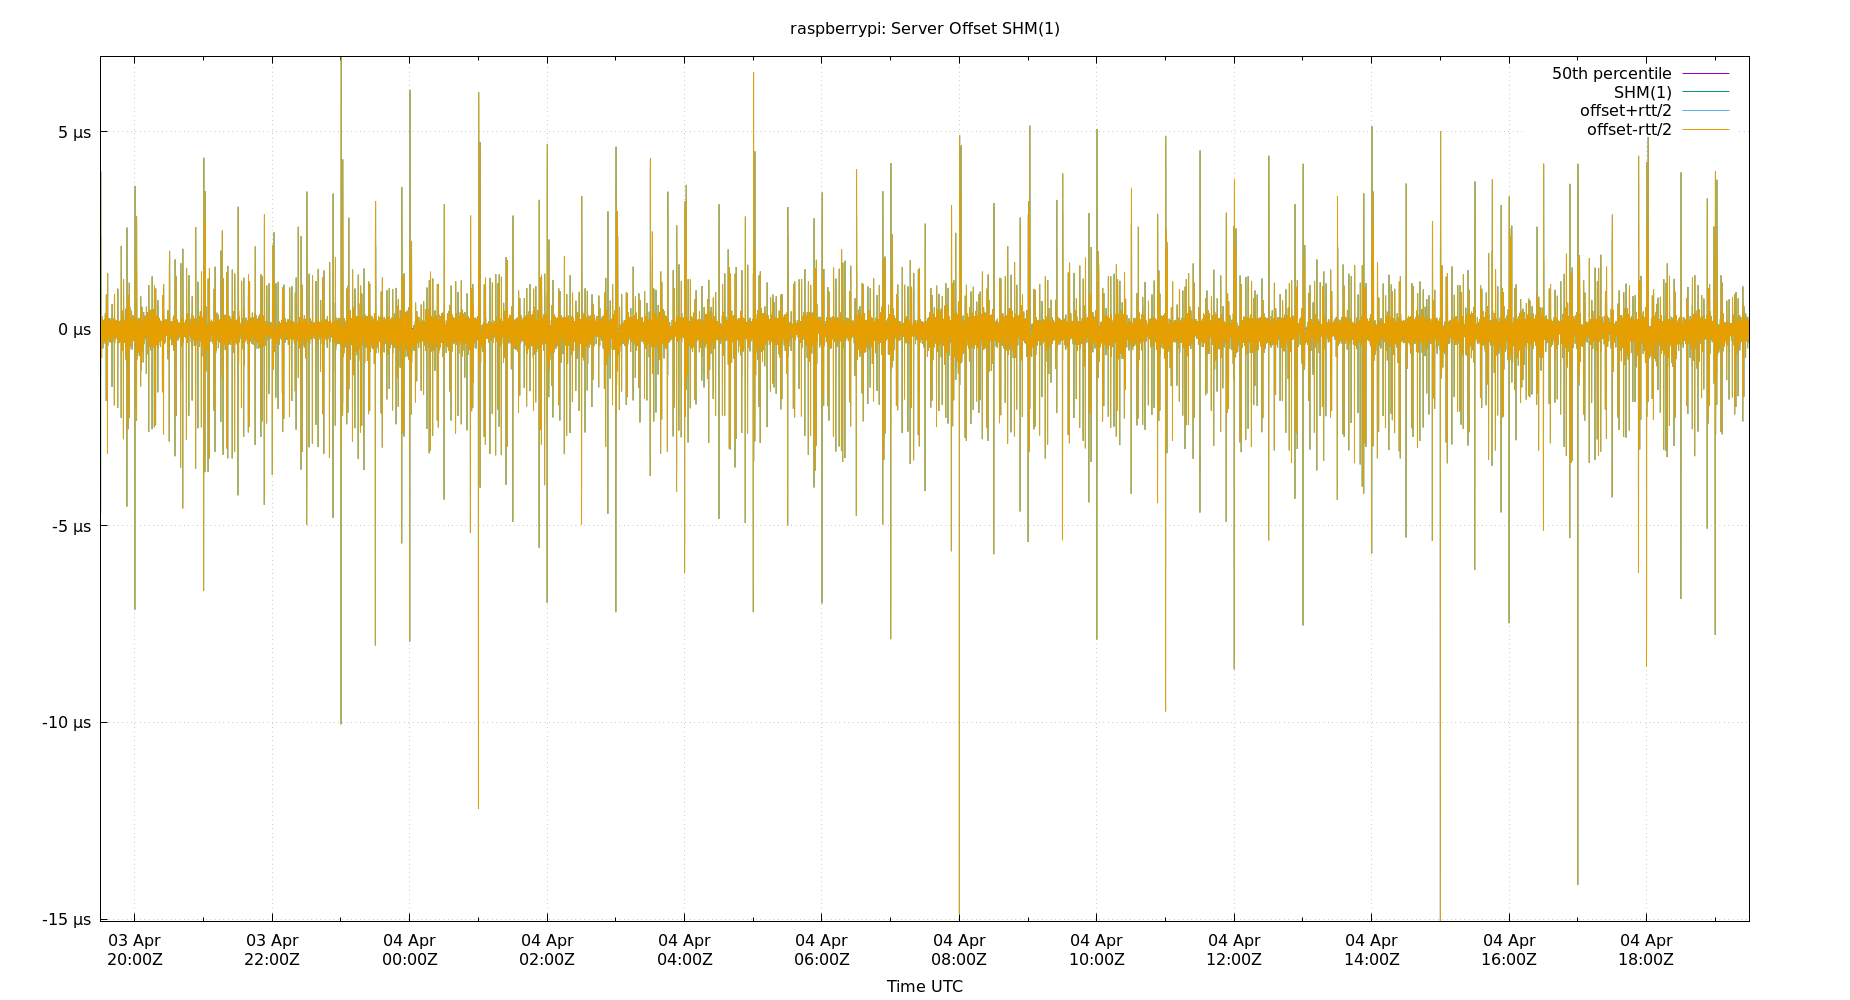 raspberrypi: Server Offset SHM(1)
50th percentile
SHM(1)
offset+rtt/2
offset-rtt/2
5 µs
0 µs
-5 µs
-10 µs
-15 µs
03 Apr 03 Apr 04 Apr 04 Apr 04 Apr 04 Apr 04 Apr 04 Apr 04 Apr 04 Apr 04 Apr 04 Apr
20:00Z 22:00Z 00:00Z 02:00Z 04:00Z 06:00Z 08:00Z 10:00Z 12:00Z 14:00Z 16:00Z 18:00Z
Time UTC